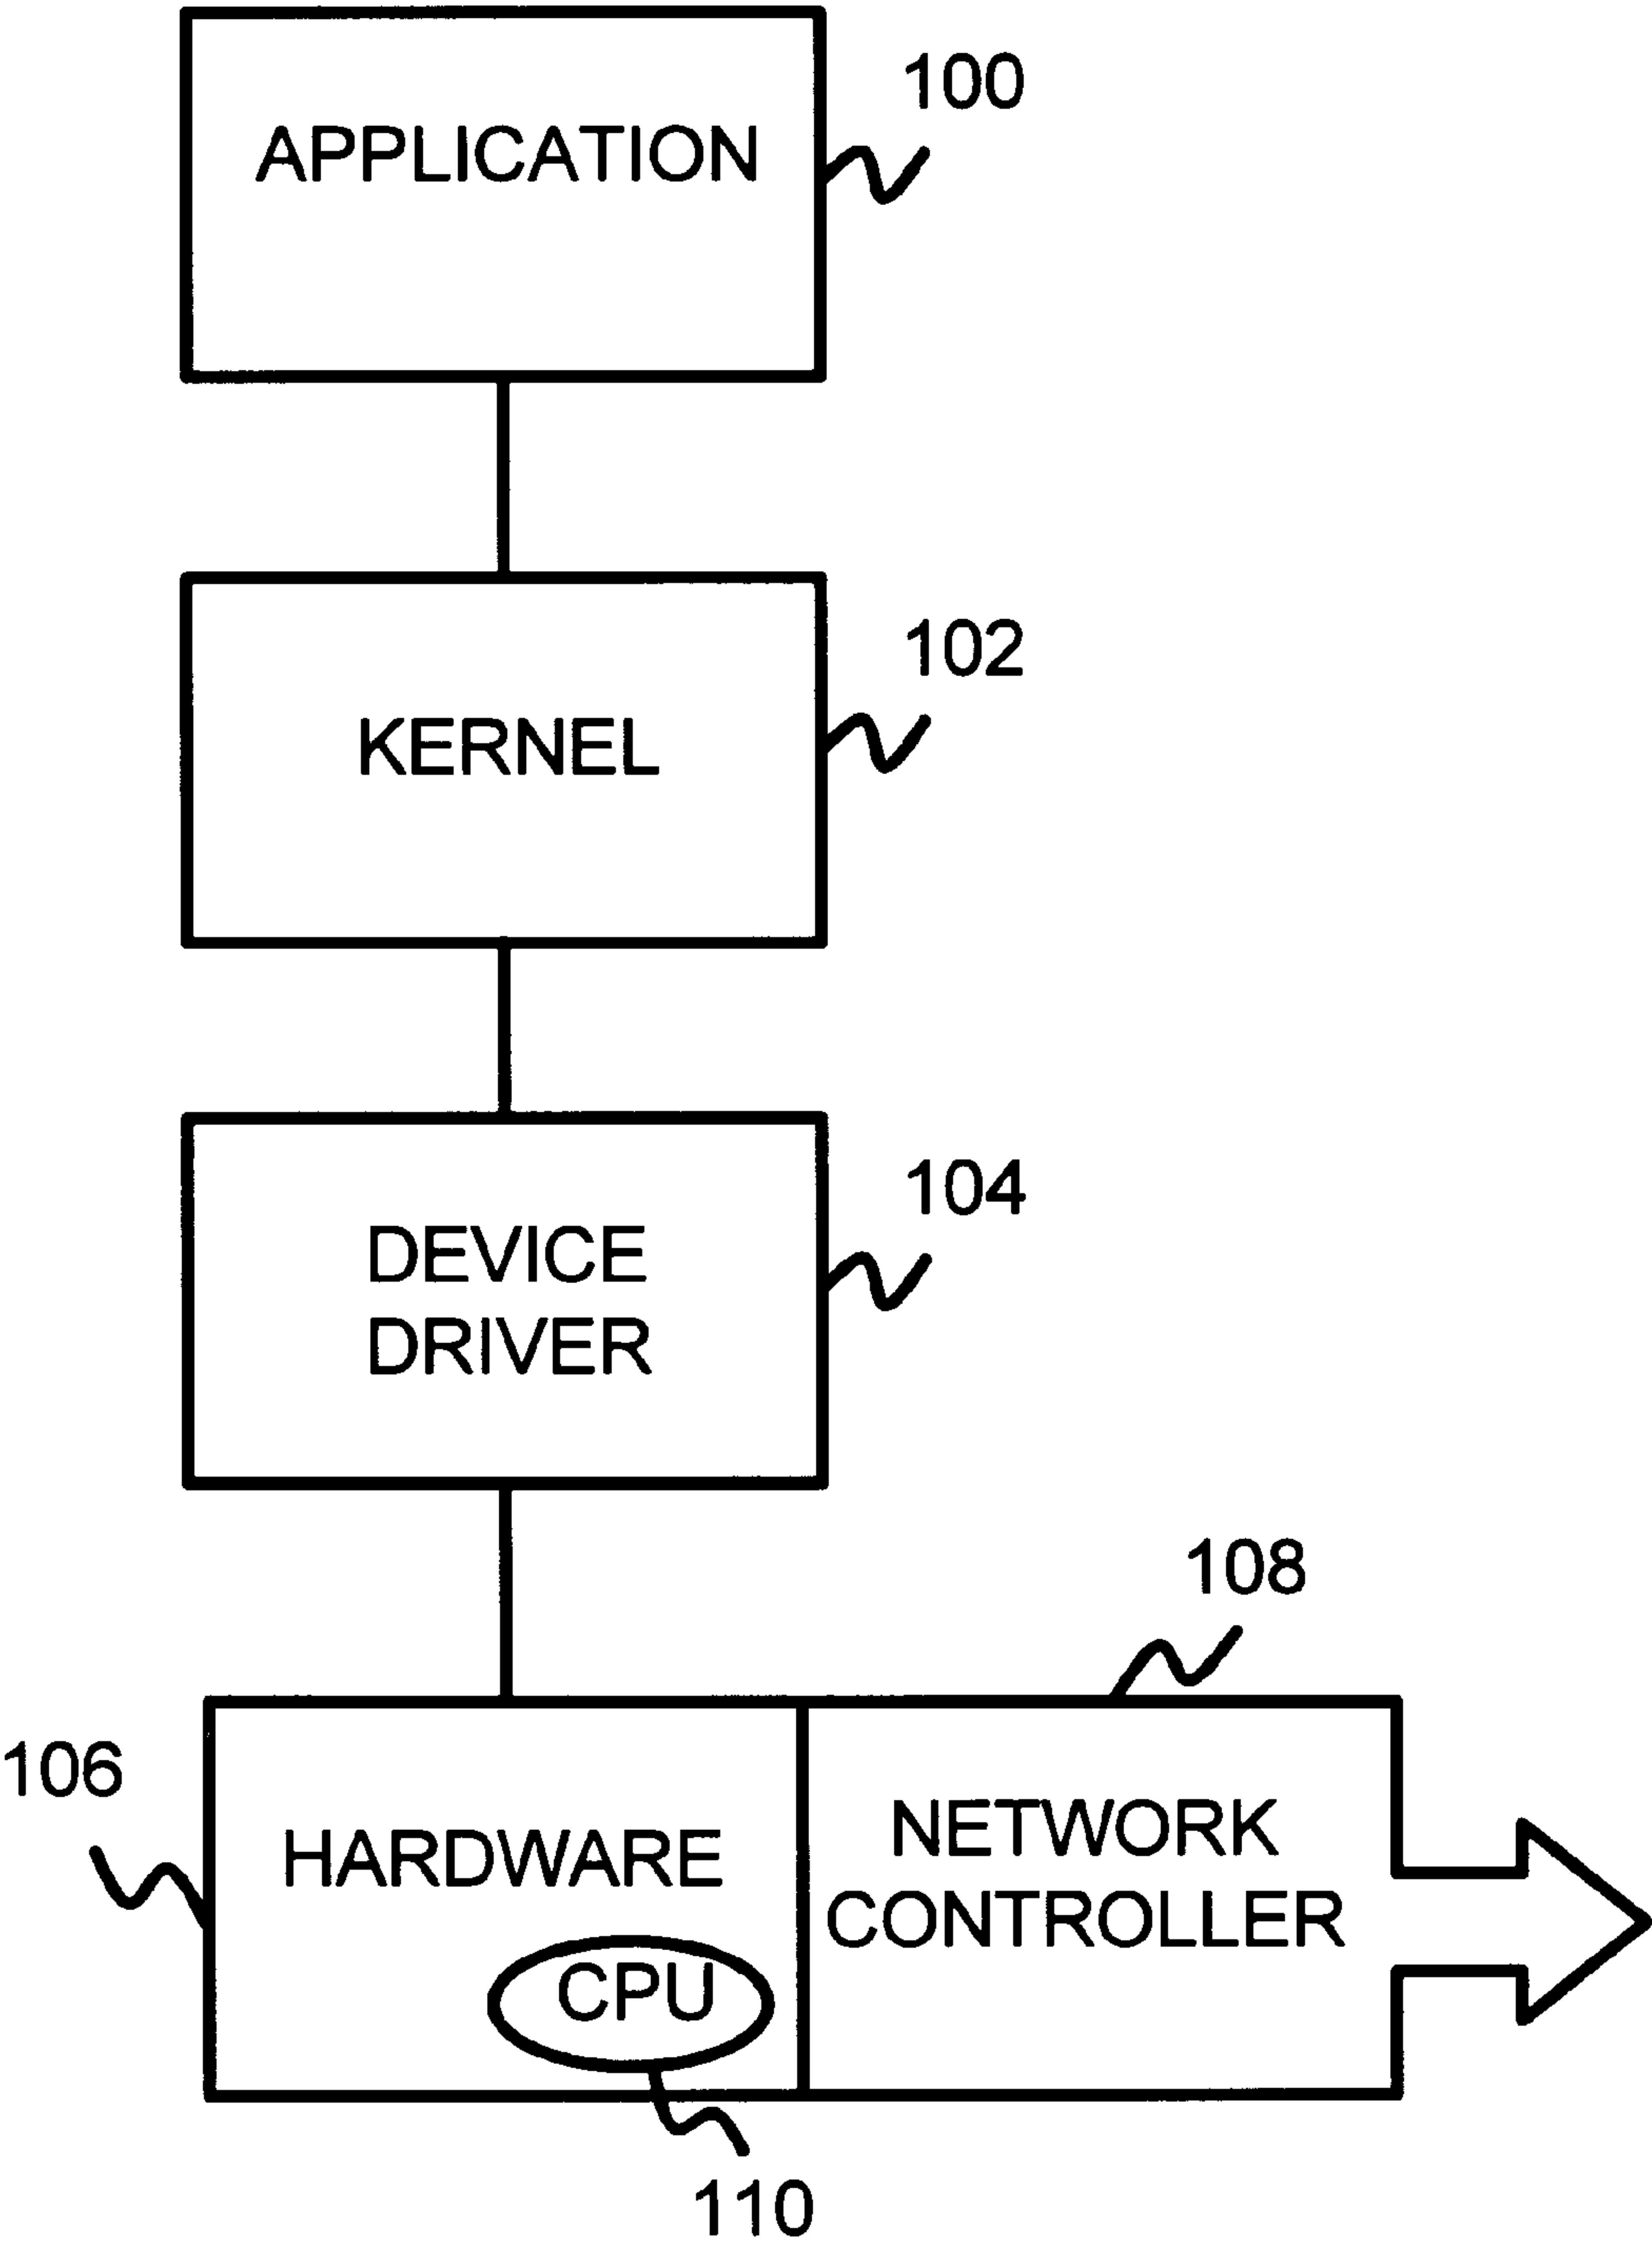 100
APPLICATION
102
KERNEL
104
DEVICE
DRIVER
108
106
HARDWARE
NETWORK
CONTROLLER
CPU
110